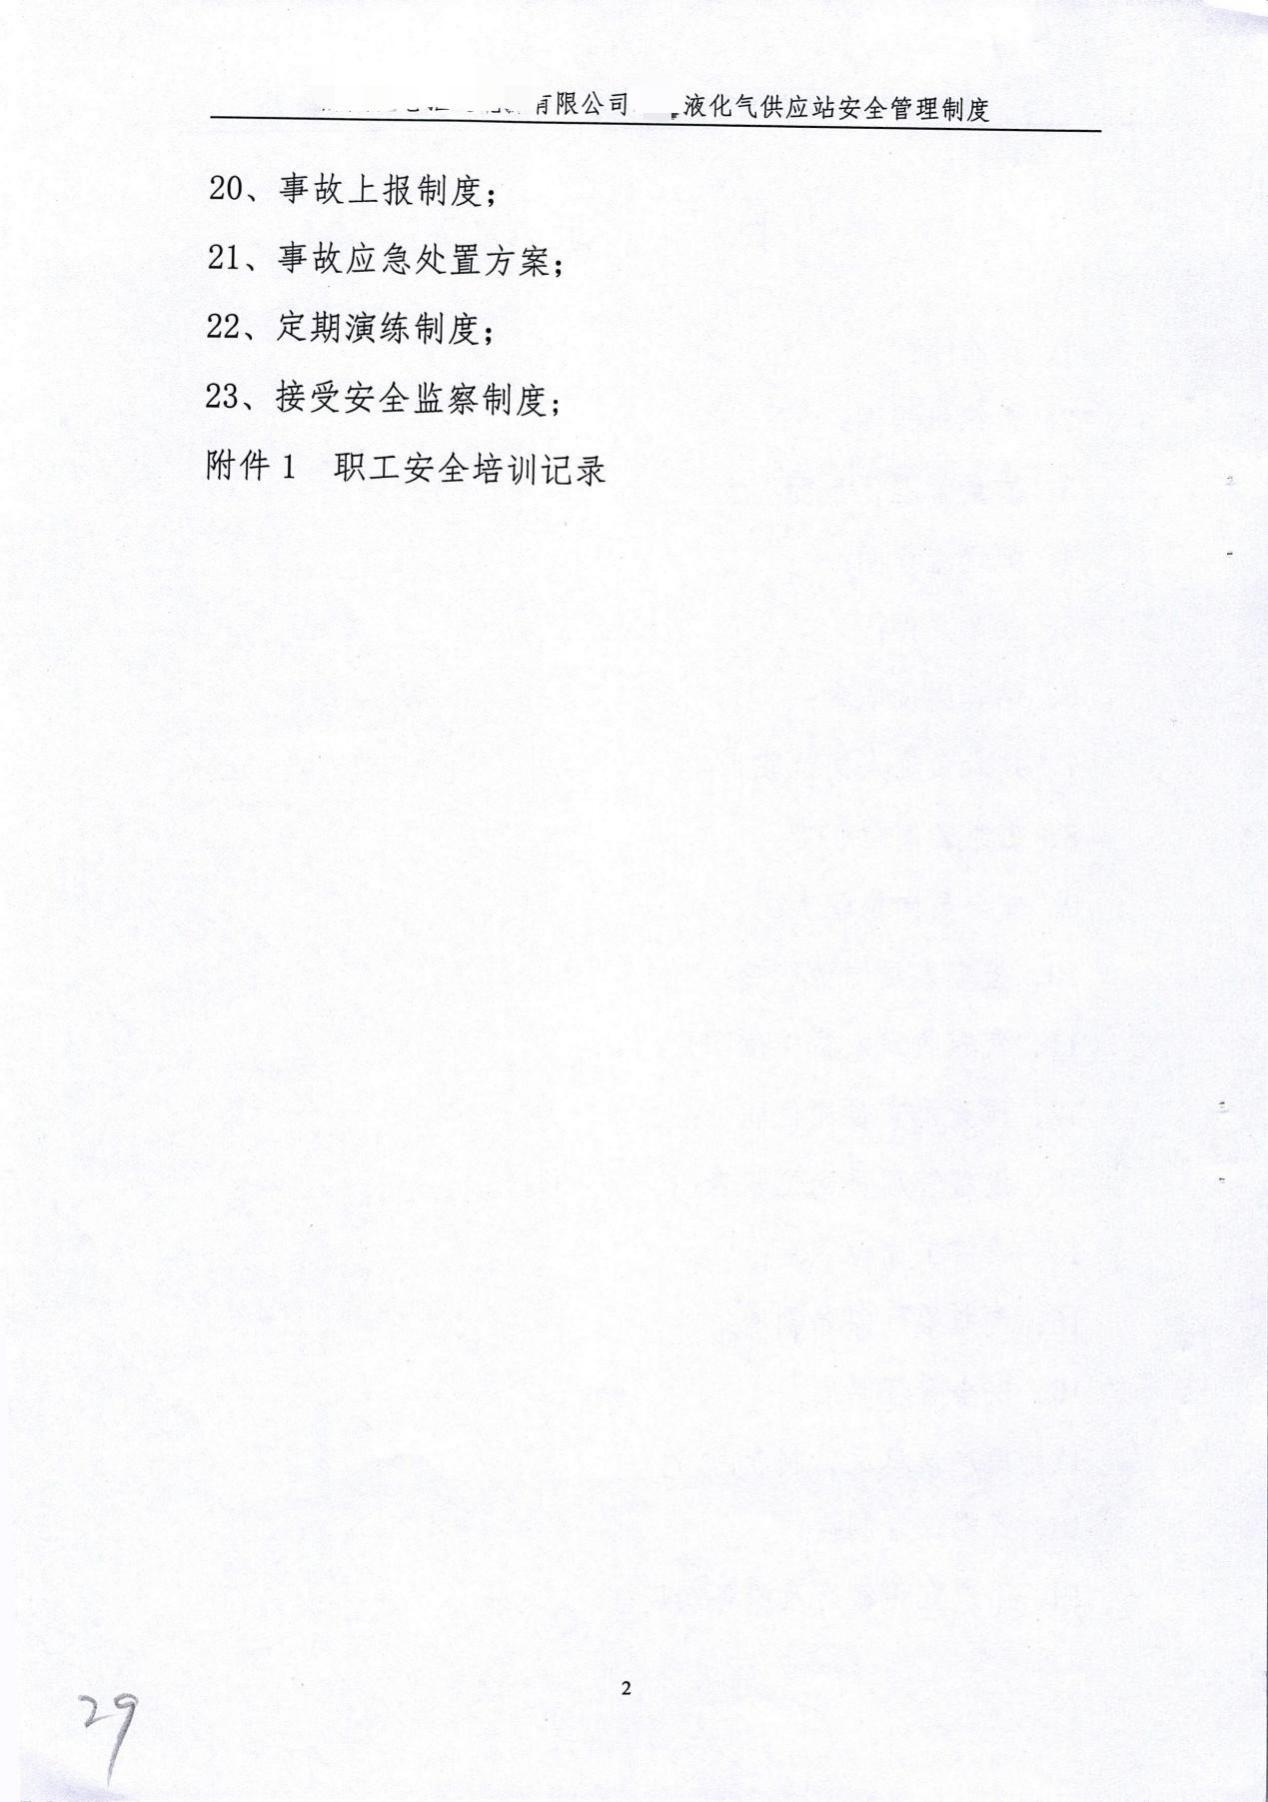 有限公司 液化气供应站安全管理制度
20、事故上报制度；
21、事故应急处置方案；
22、定期演练制度；
23、接受安全监察制度；
附件1 职工安全培训记录
2
29